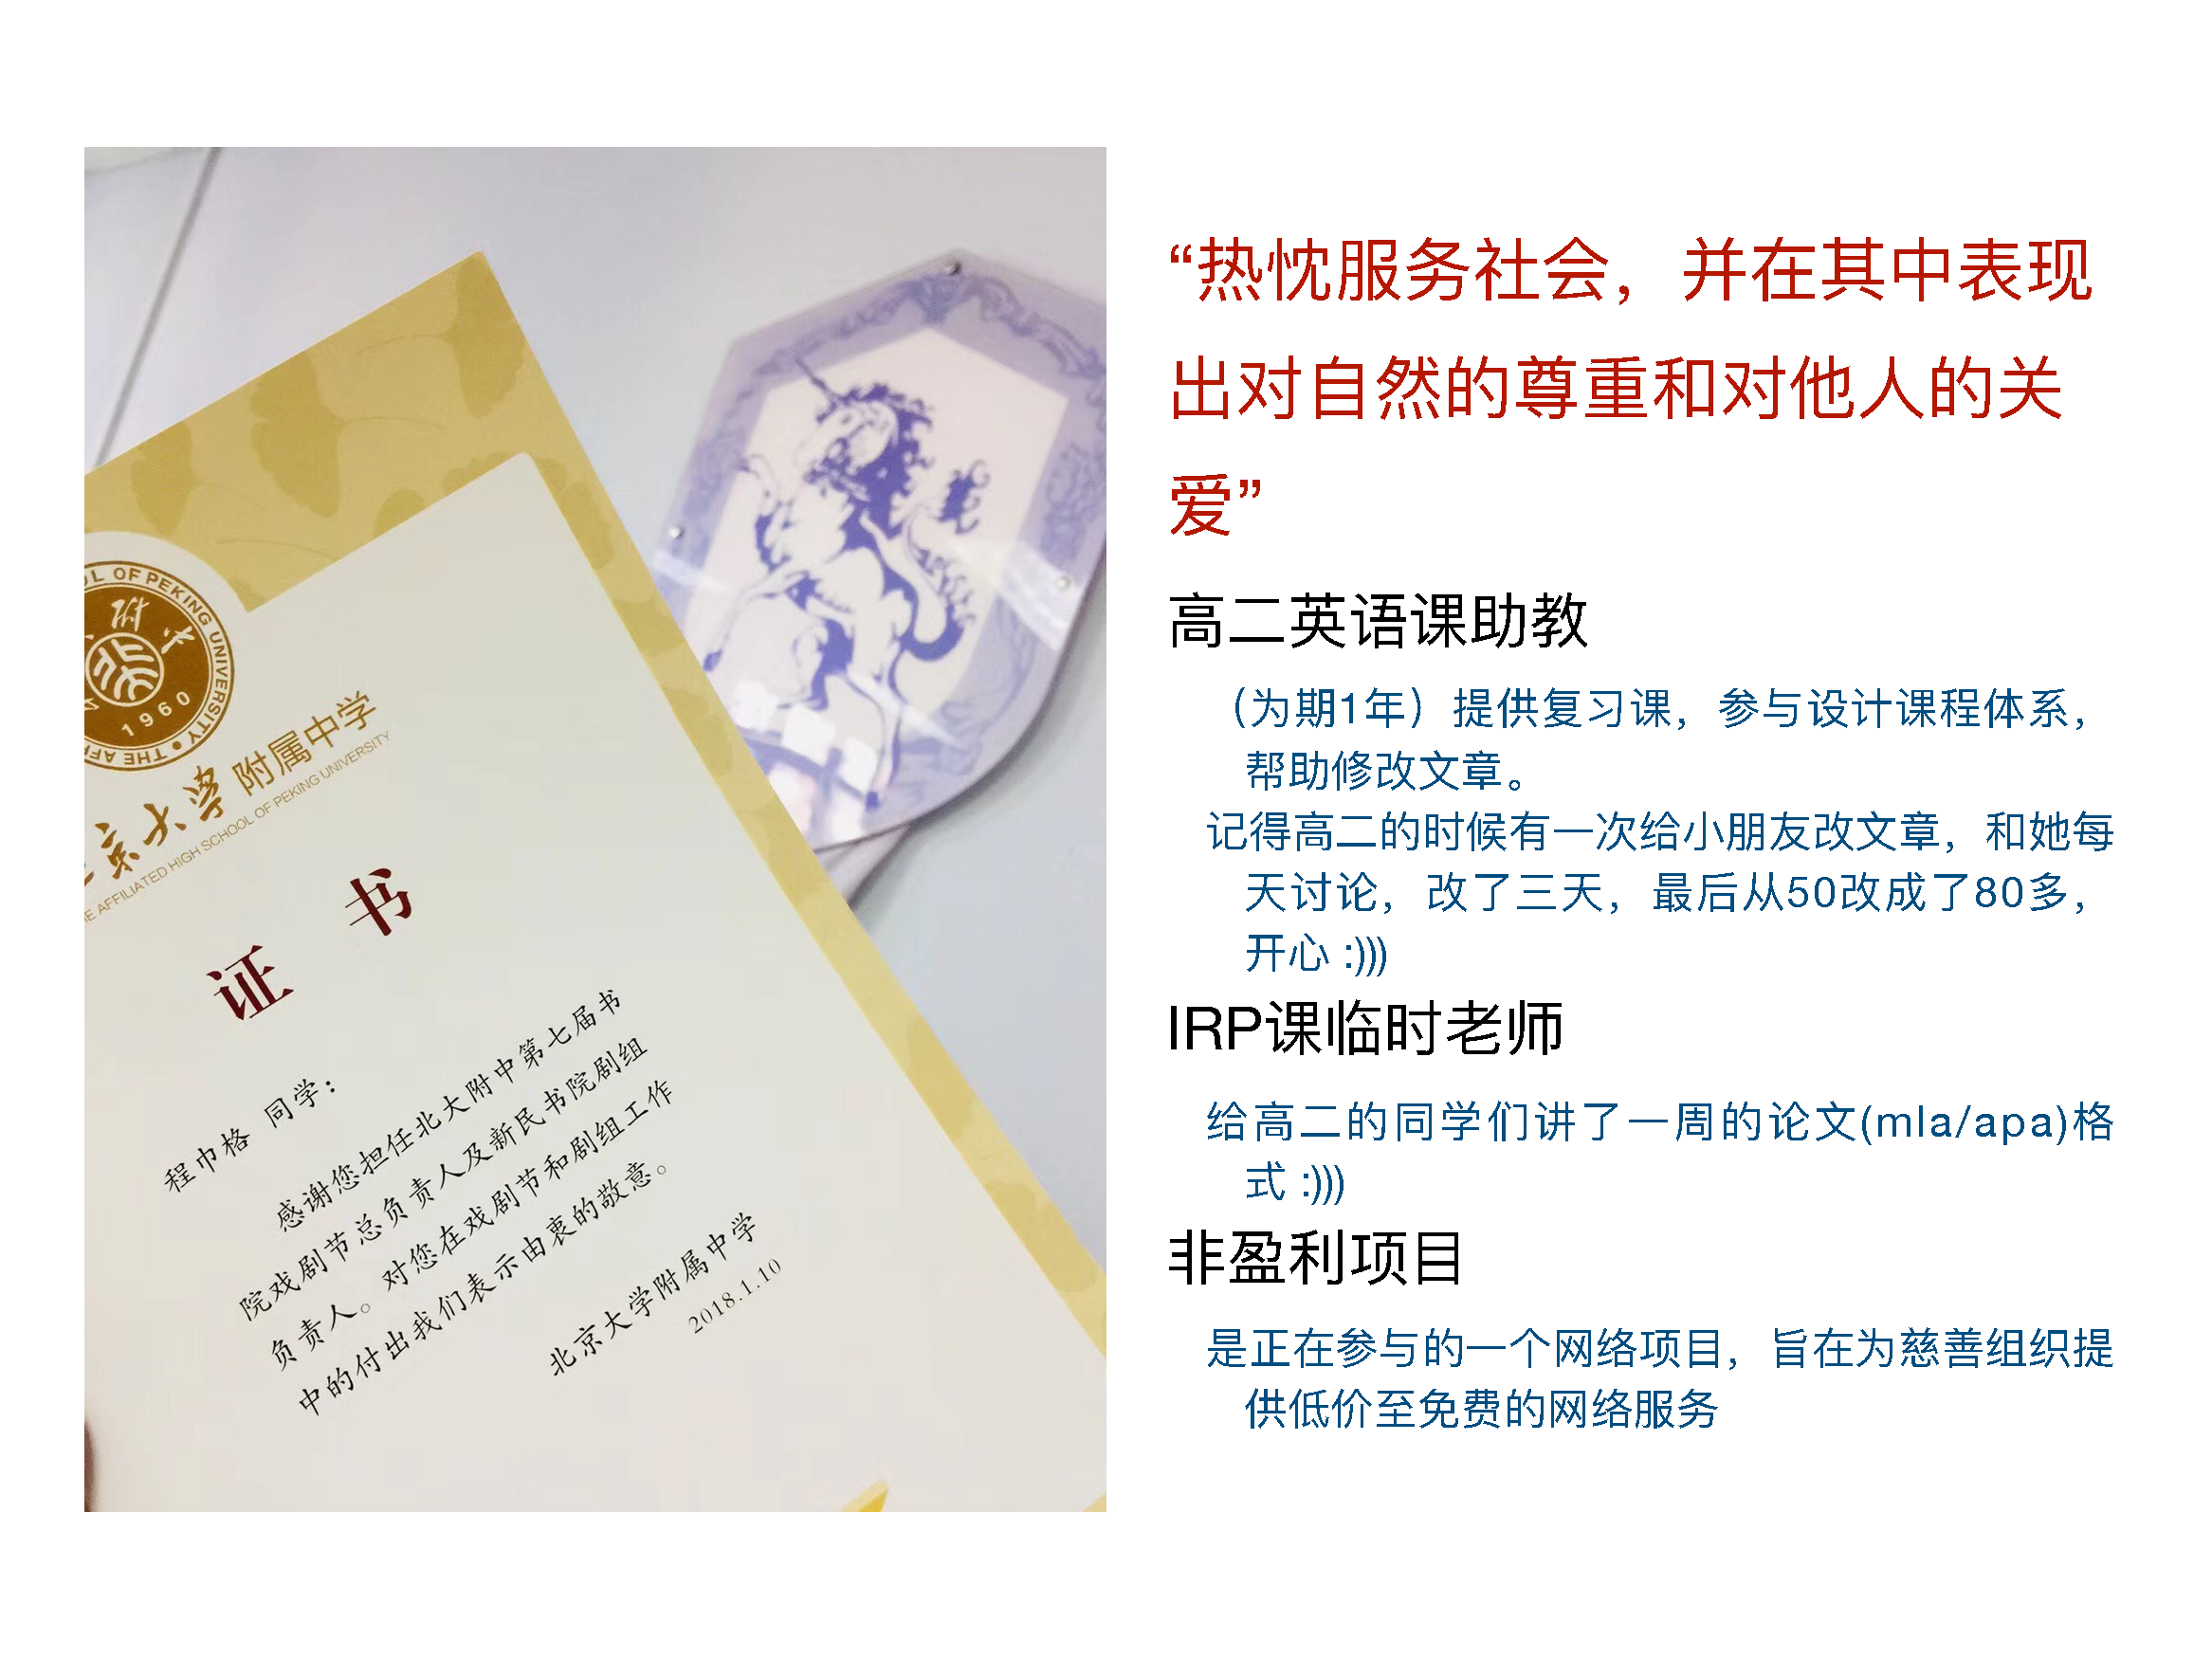 OL OF PEKING UNIVERSITY • THE AFF
附中
1960
京大学 附属中学
E AFFILIATED HIGH SCHOOL OF PEKING UNIVERSITY
证 书
程巾格 同学：
感谢您担任北大附中第七届书
院戏剧节总负责人及新民书院剧组
负责人。对您在戏剧节和剧组工作
中的付出我们表示由衷的敬意。
北京大学附属中学
2018.1.10
“热忱服务社会，并在其中表现
出对自然的尊重和对他人的关
爱”
高二英语课助教
（为期1年）提供复习课，参与设计课程体系，
帮助修改文章。
记得高二的时候有一次给小朋友改文章，和她每
天讨论，改了三天，最后从50改成了80多，
开心 :)))
IRP课临时老师
给高二的同学们讲了一周的论文(mla/apa)格
式 :)))
非盈利项目
是正在参与的一个网络项目，旨在为慈善组织提
供低价至免费的网络服务